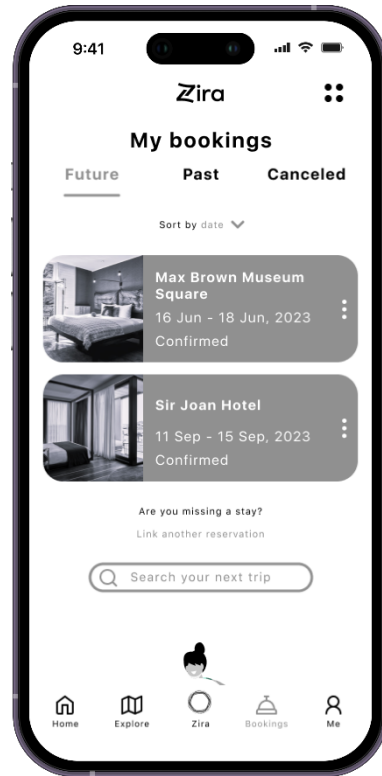 9:41
Zira
My bookings
Future Past Canceled
Sort by date
Max Brown Museum
Square
16 Jun - 18 Jun, 2023
Confirmed
Sir Joan Hotel
11 Sep - 15 Sep, 2023
Confirmed
Are you missing a stay?
Link another reservation
Search your next trip
Home Explore Zira Bookings Me